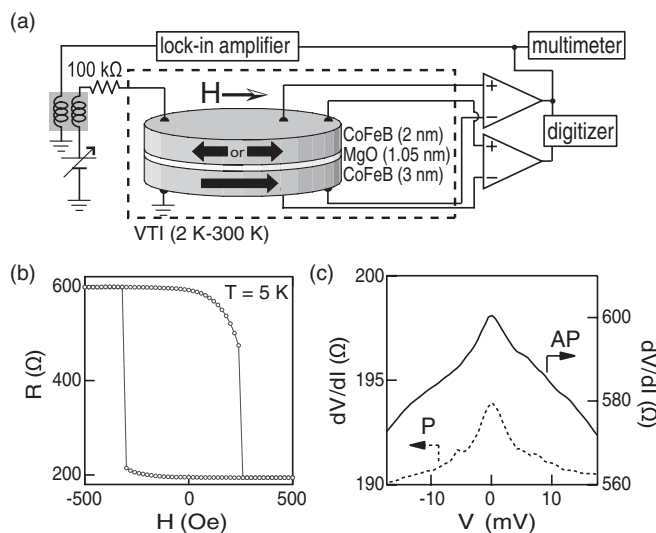 (a)
lock-in amplifier
multimeter
100 kΩ
H
+
-
digitizer
+
-
or
CoFeB (2 nm)
MgO (1.05 nm)
CoFeB (3 nm)
VTI (2 K-300 K)
(b)
T = 5 K
600
400
200
R (Ω)
-500
0
500
H (Oe)
(c)
200
195
190
dV/dI (Ω)
AP
P
600
580
560
dV/dI (Ω)
-10
0
10
V (mV)